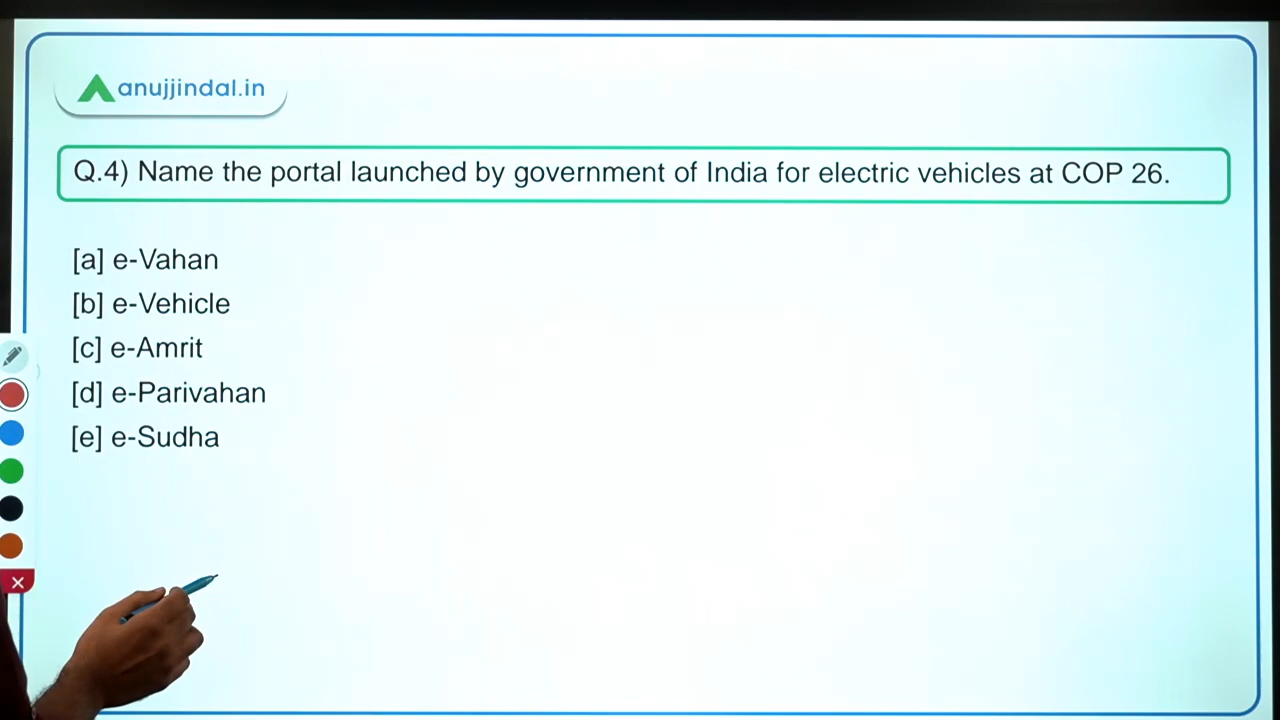 anujjindal.in
Q.4) Name the portal launched by government of India for electric vehicles at COP 26.
[a] e-Vahan
[b] e-Vehicle
[c] e-Amrit
[d] e-Parivahan
[e] e-Sudha